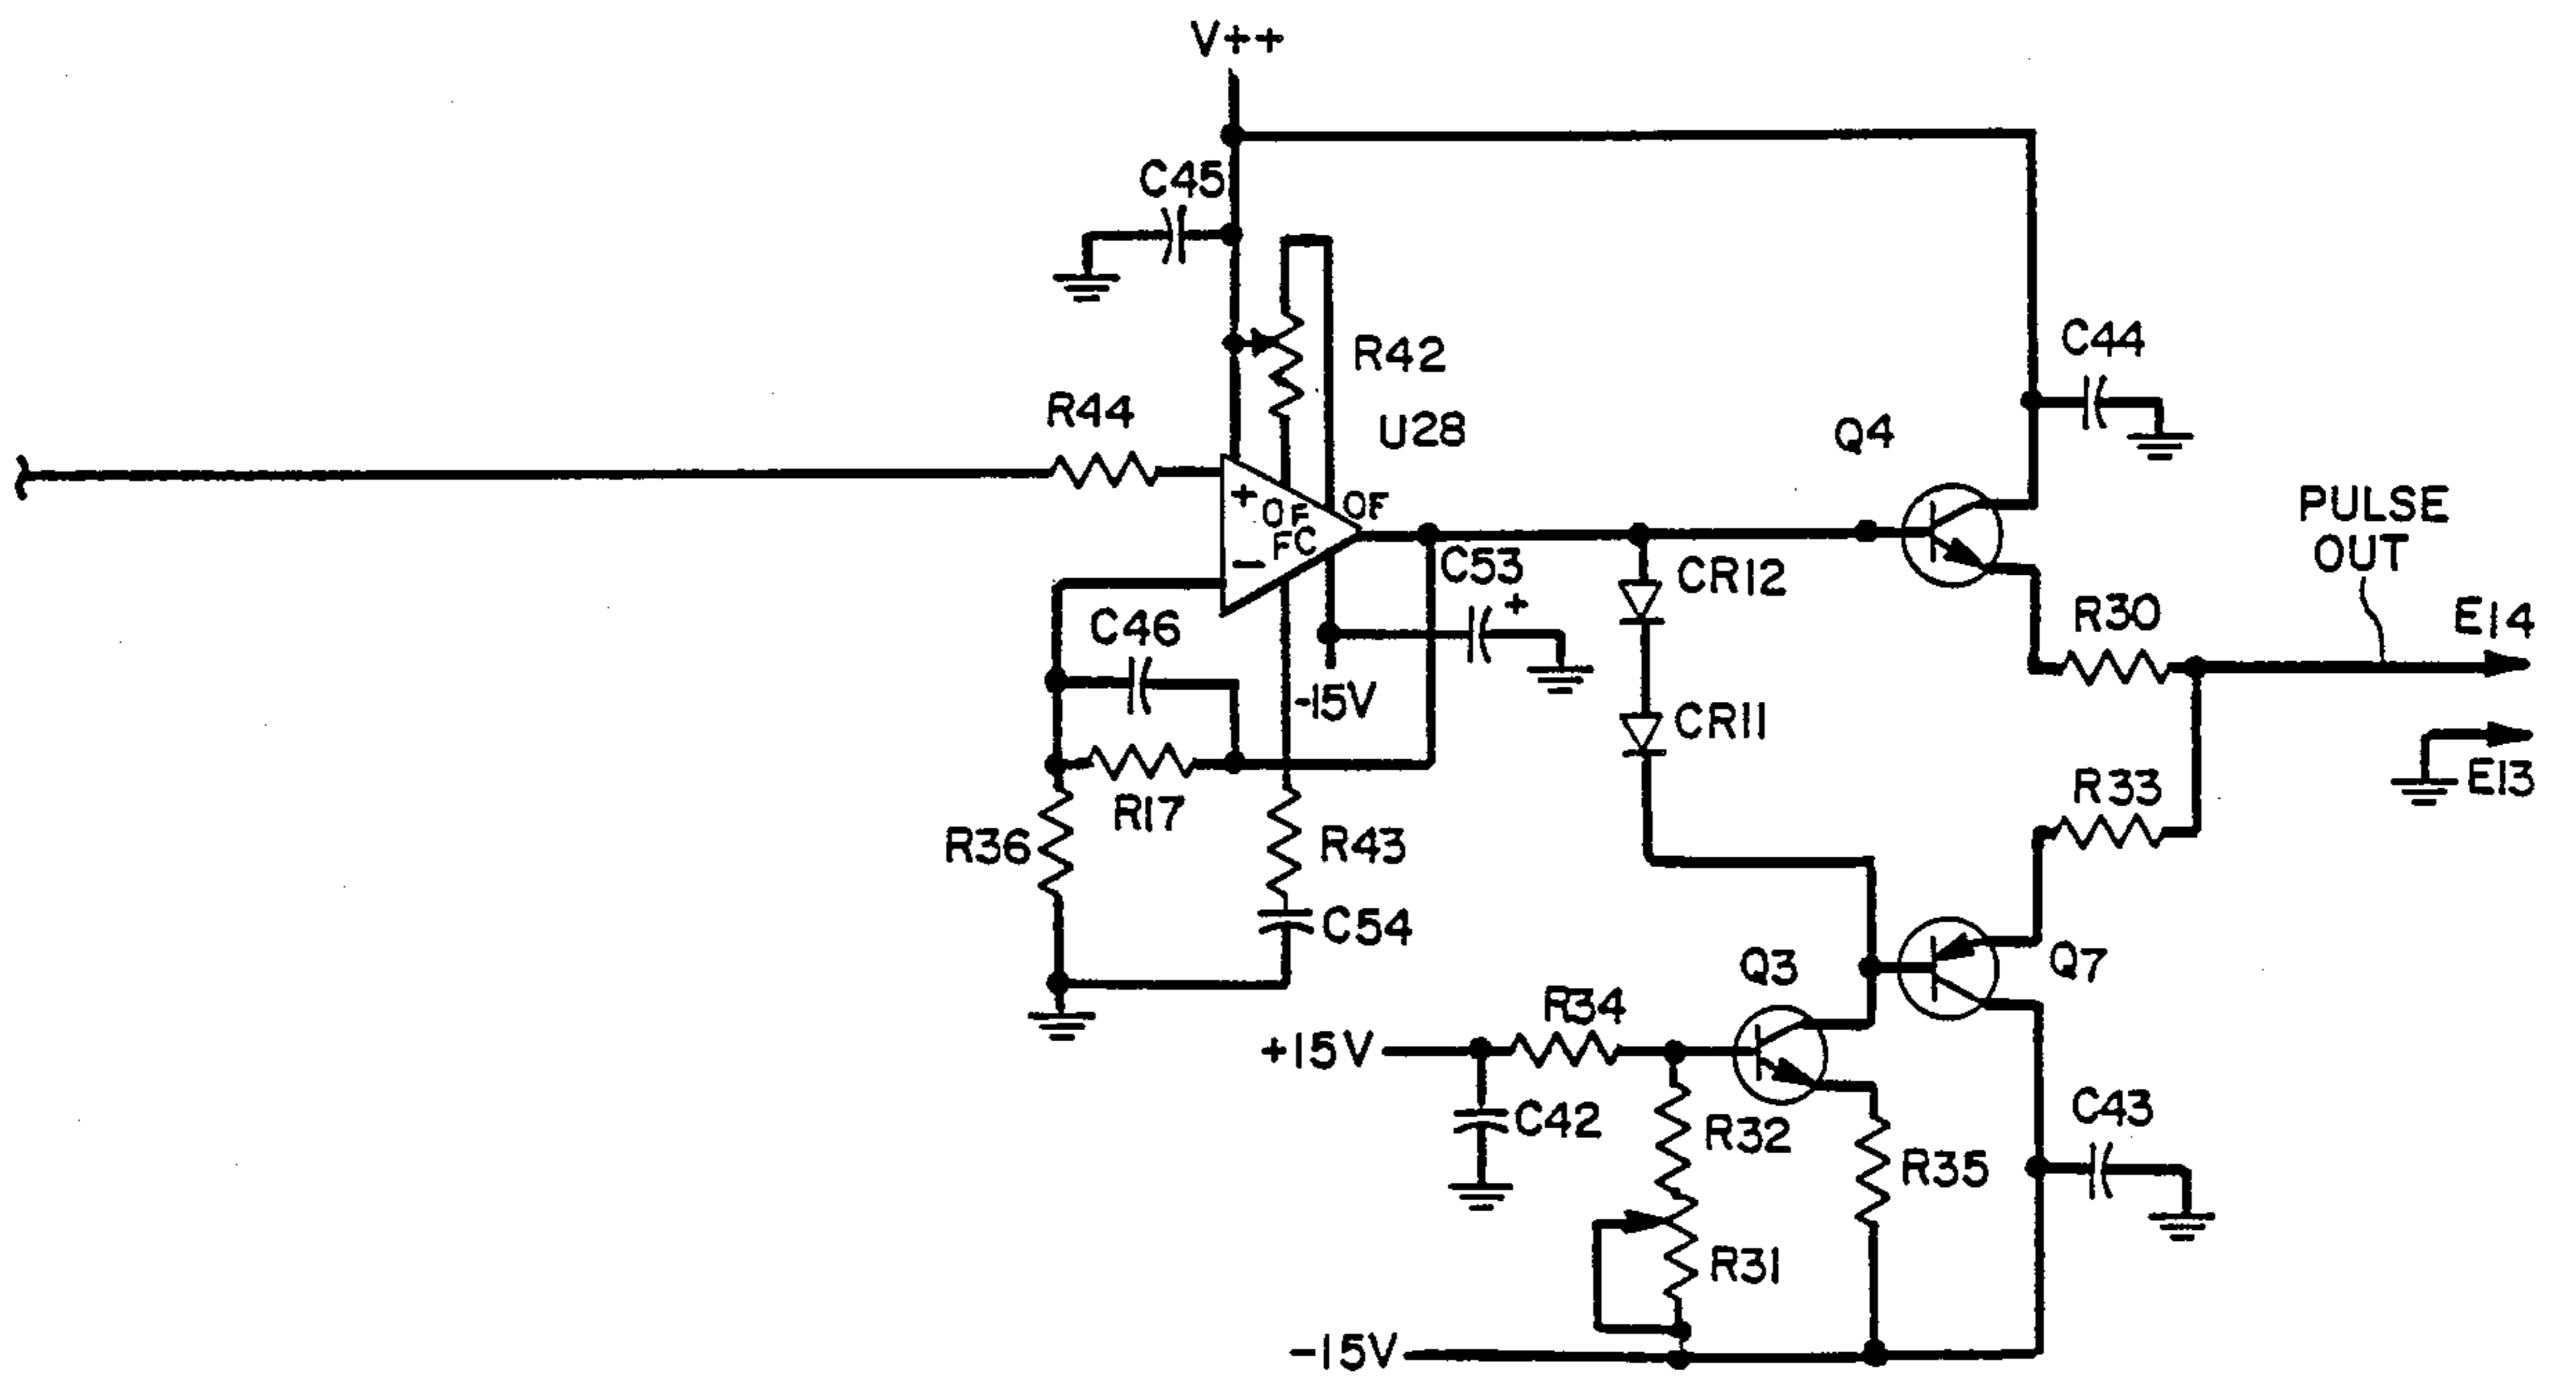 V++
C45
R42
C44
R44
U28
Q4
+
OF
OF
FC
−
PULSE
OUT
C53
+
CR12
C46
R30
E14
-15V
CR11
E13
R17
R33
R36
R43
C54
Q3
Q7
R34
+15V
C42
R32
C43
R35
R31
-15V